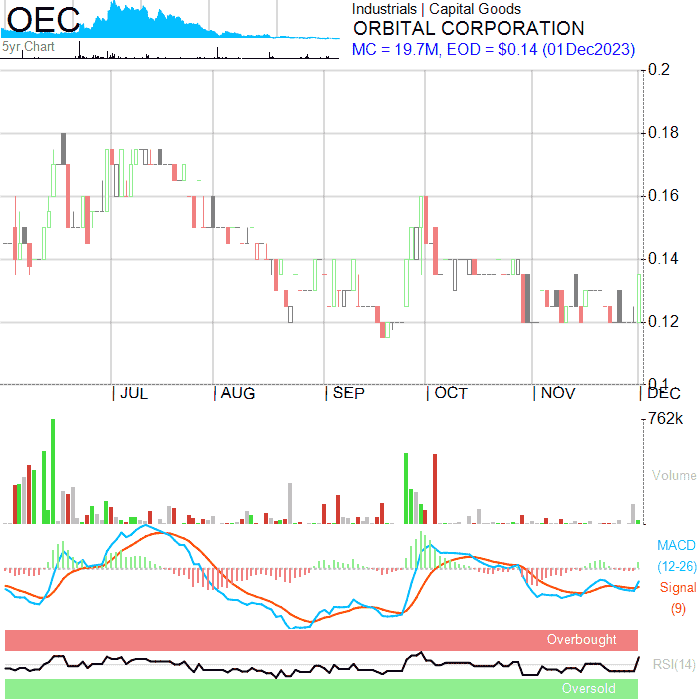 OEC
5yr Chart
Industrials | Capital Goods
ORBITAL CORPORATION
MC = 19.7M, EOD = $0.14 (01Dec2023)
0.2
0.18
0.16
0.14
0.12
0.1
JUL AUG SEP OCT NOV DEC
762k
Volume
MACD
(12-26)
Signal
(9)
Overbought
RSI(14)
Oversold